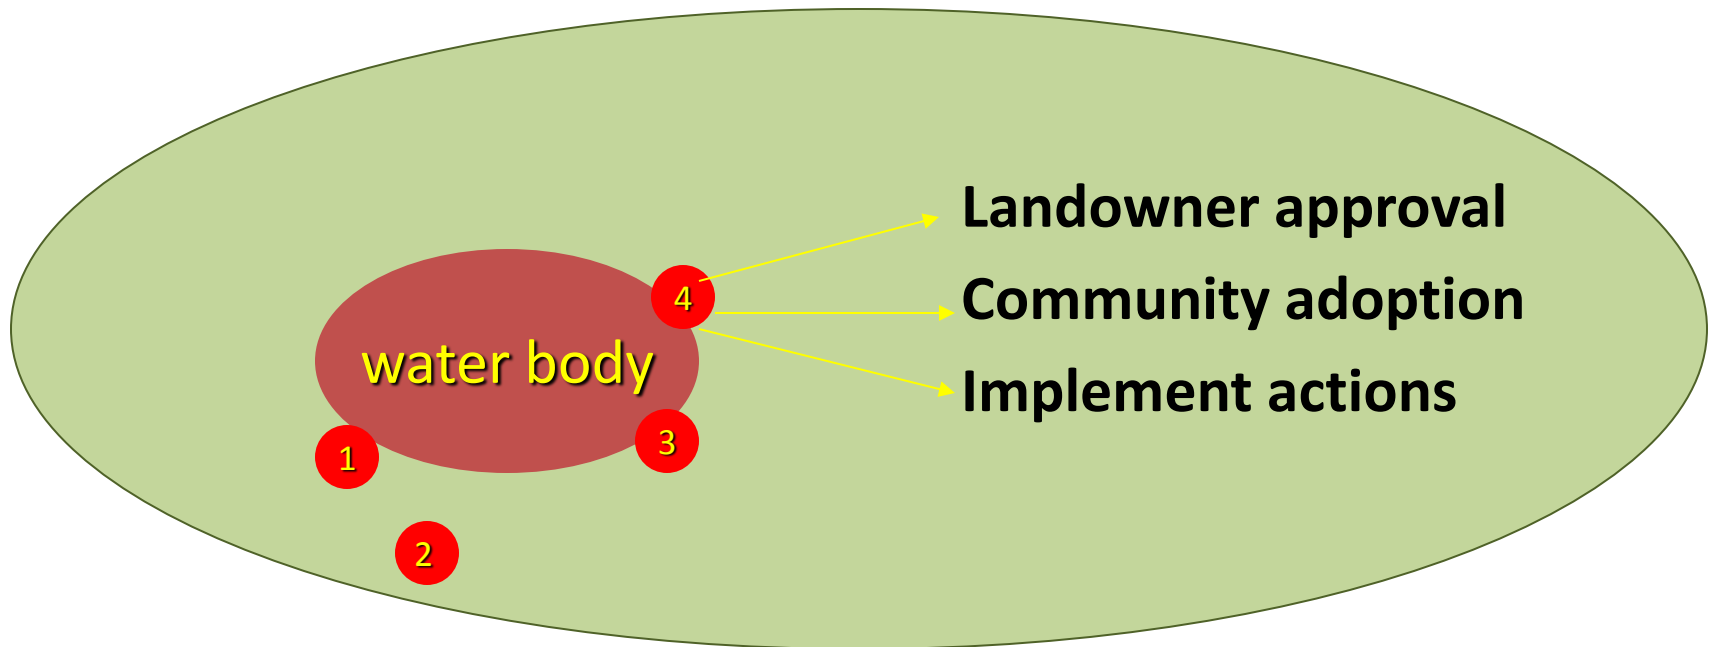 Landowner approval
Community adoption
Implement actions
water body
4
3
1
2